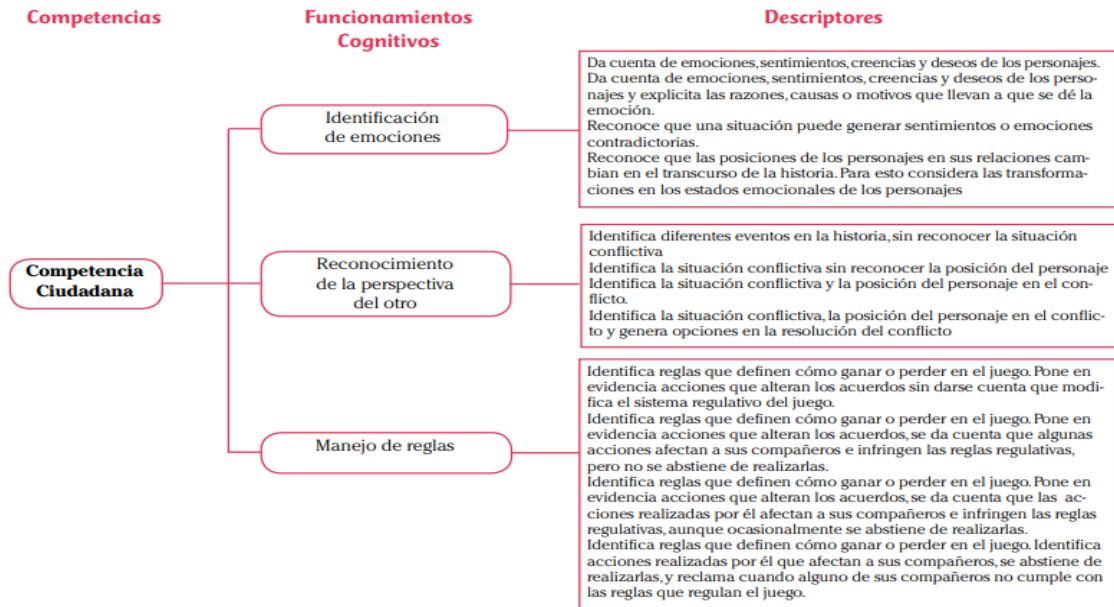 Competencias
Funcionamientos
Cognitivos
Descriptores
Competencia
Ciudadana
Identificación
de emociones
Da cuenta de emociones, sentimientos, creencias y deseos de los personajes.
Da cuenta de emociones, sentimientos, creencias y deseos de los perso-
najes y explicita las razones, causas o motivos que llevan a que se dé la
emoción.
Reconoce que una situación puede generar sentimientos o emociones
contradictorias.
Reconoce que las posiciones de los personajes en sus relaciones cam-
bian en el transcurso de la historia. Para esto considera las transforma-
ciones en los estados emocionales de los personajes
Reconocimiento
de la perspectiva
del otro
Identifica diferentes eventos en la historia, sin reconocer la situación
conflictiva
Identifica la situación conflictiva sin reconocer la posición del personaje
Identifica la situación conflictiva y la posición del personaje en el con-
flicto.
Identifica la situación conflictiva, la posición del personaje en el conflic-
to y genera opciones en la resolución del conflicto
Manejo de reglas
Identifica reglas que definen cómo ganar o perder en el juego. Pone en
evidencia acciones que alteran los acuerdos sin darse cuenta que modi-
fica el sistema regulativo del juego.
Identifica reglas que definen cómo ganar o perder en el juego. Pone en
evidencia acciones que alteran los acuerdos, se da cuenta que algunas
acciones afectan a sus compañeros e infringen las reglas regulativas,
pero no se abstiene de realizarlas.
Identifica reglas que definen cómo ganar o perder en el juego. Pone en
evidencia acciones que alteran los acuerdos, se da cuenta que las ac-
ciones realizadas por él afectan a sus compañeros e infringen las reglas
regulativas, aunque ocasionalmente se abstiene de realizarlas.
Identifica reglas que definen cómo ganar o perder en el juego. Identifica
acciones realizadas por él que afectan a sus compañeros, se abstiene de
realizarlas, y reclama cuando alguno de sus compañeros no cumple con
las reglas que regulan el juego.